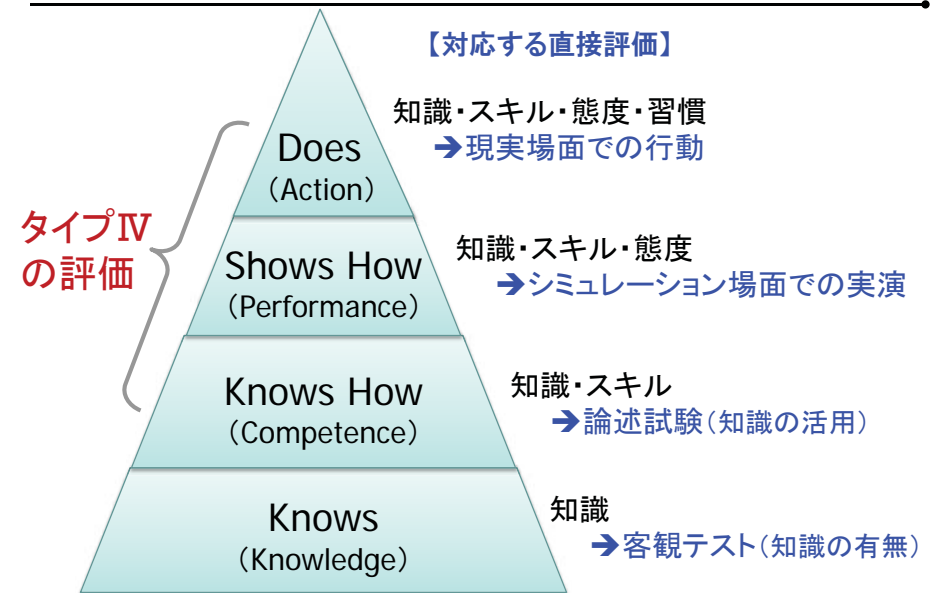 【対応する直接評価】
知識・スキル・態度・習慣
➔現実場面での行動
Does
(Action)
タイプⅣ
の評価
知識・スキル・態度
➔シミュレーション場面での実演
Shows How
(Performance)
知識・スキル
➔論述試験(知識の活用)
Knows How
(Competence)
知識
➔客観テスト(知識の有無)
Knows
(Knowledge)